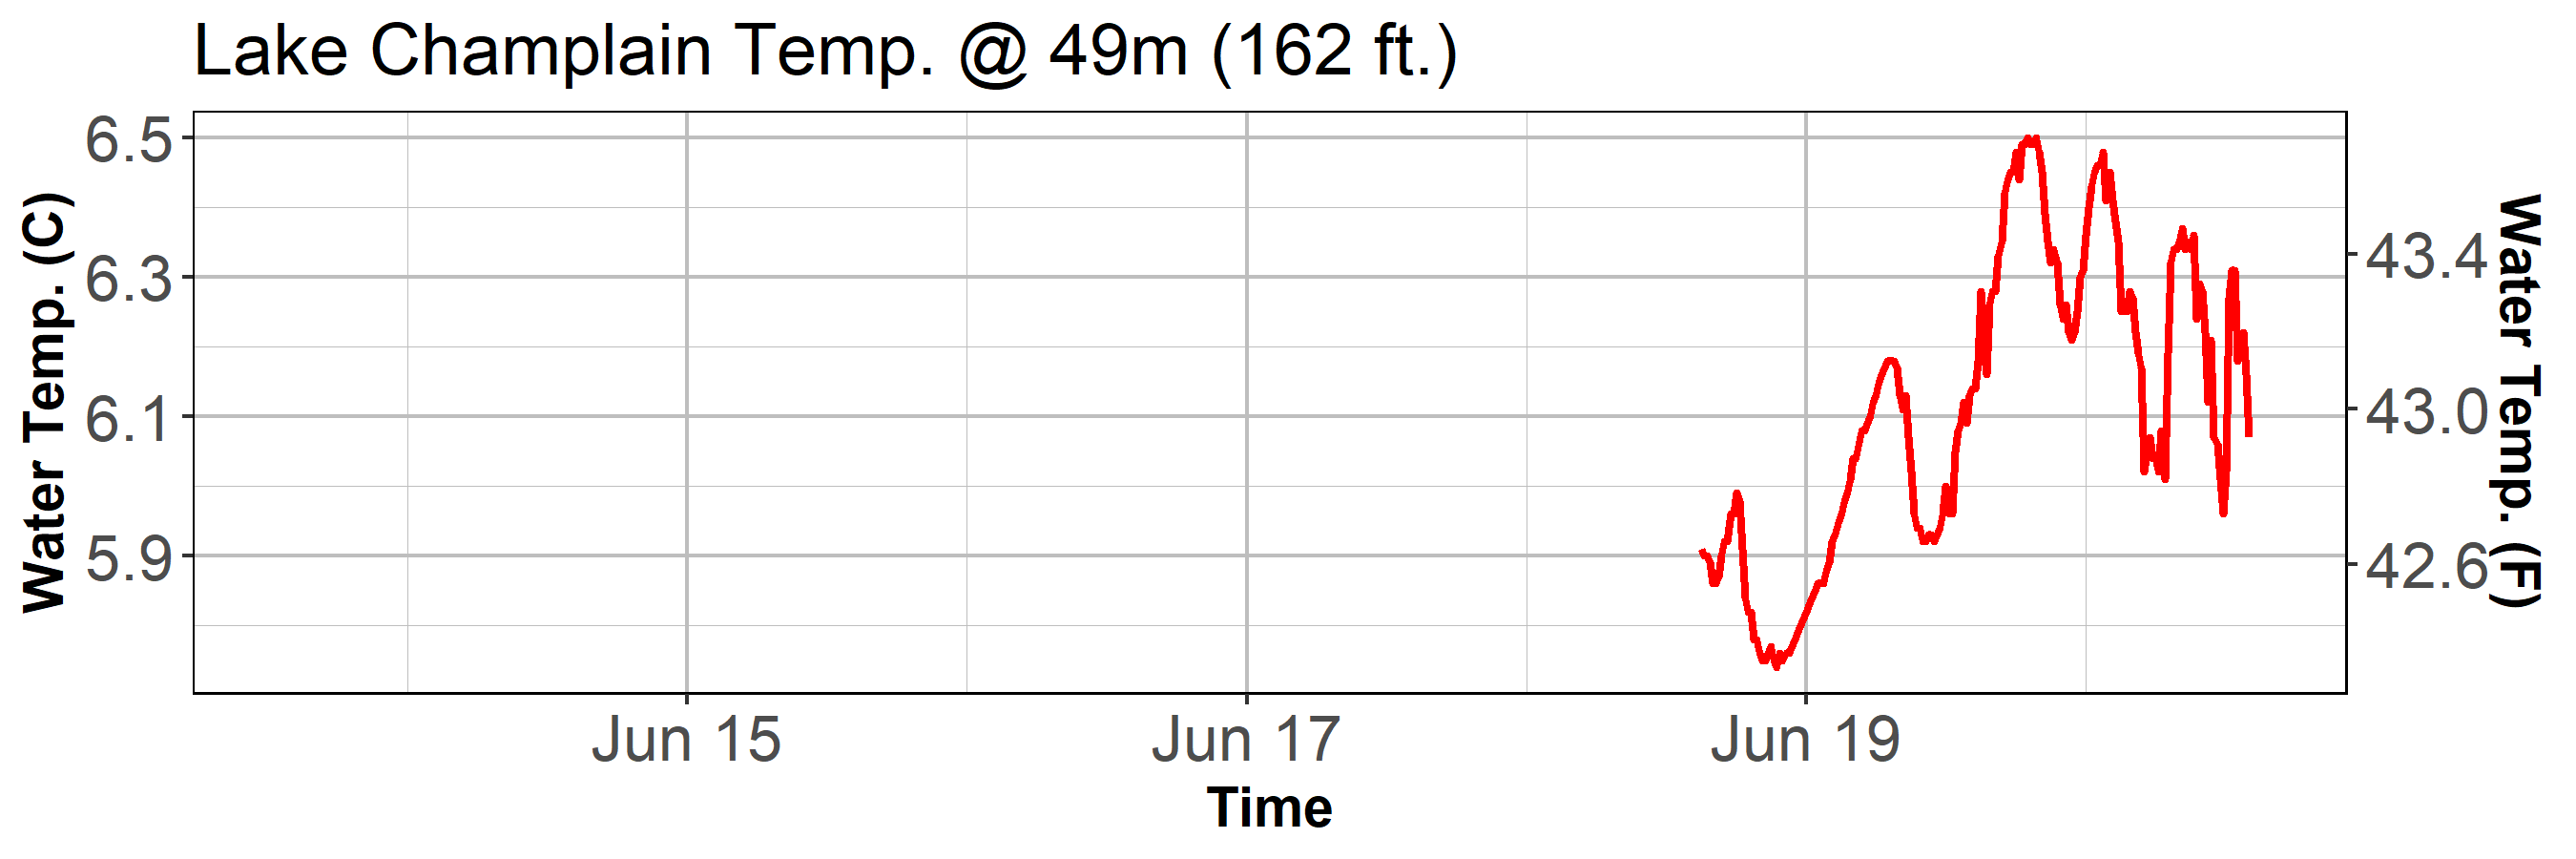 Lake Champlain Temp. @ 49m (162 ft.)
Water Temp. (C)
6.5
6.3
6.1
5.9
43.4
43.0
42.6
Water Temp. (F)
Jun 15
Jun 17
Jun 19
Time